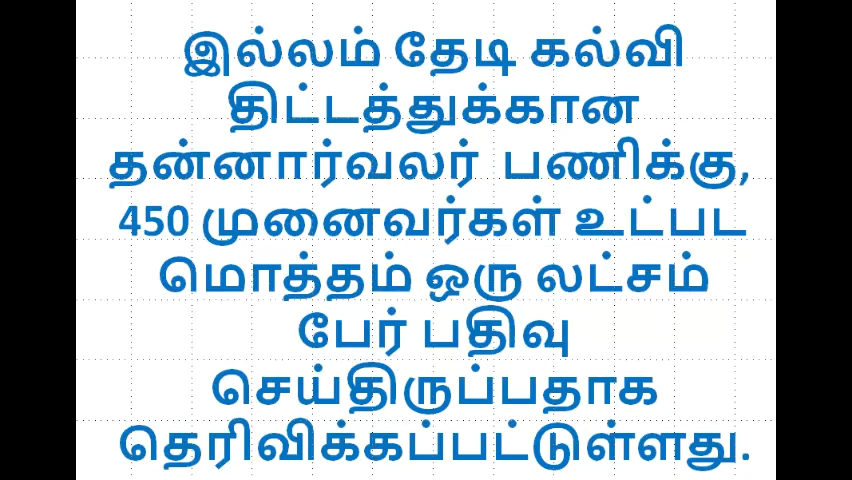 இல்லம் தேடி கல்வி
திட்டத்துக்கான
தன்னார்வலர் பணிக்கு,
450 முனைவர்கள் உட்பட
மொத்தம் ஒரு லட்சம்
பேர் பதிவு
செய்திருப்பதாக
தெரிவிக்கப்பட்டுள்ளது.